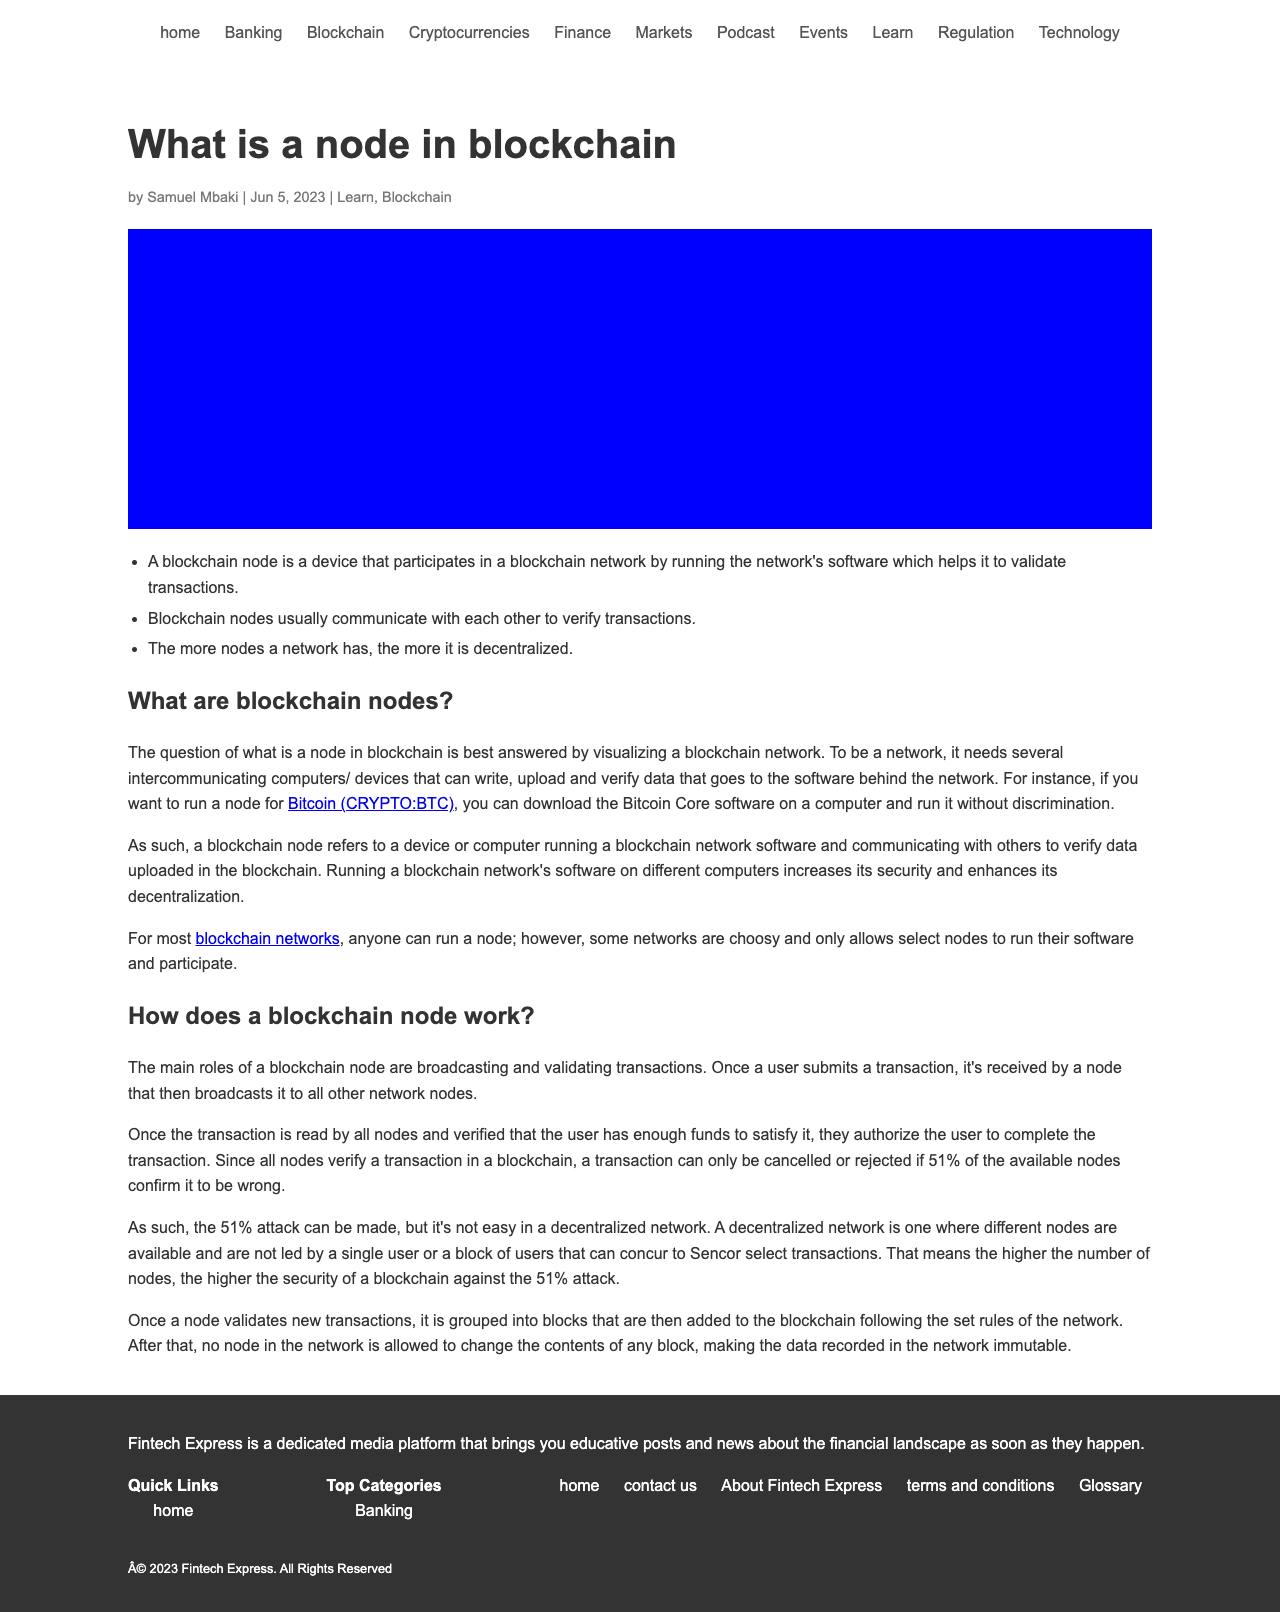 home Banking Blockchain Cryptocurrencies Finance Markets Podcast Events Learn Regulation Technology
What is a node in blockchain
by Samuel Mbaki | Jun 5, 2023 | Learn, Blockchain
• A blockchain node is a device that participates in a blockchain network by running the network's software which helps it to validate
transactions.
• Blockchain nodes usually communicate with each other to verify transactions.
• The more nodes a network has, the more it is decentralized.
What are blockchain nodes?
The question of what is a node in blockchain is best answered by visualizing a blockchain network. To be a network, it needs several
intercommunicating computers/ devices that can write, upload and verify data that goes to the software behind the network. For instance, if you
want to run a node for Bitcoin (CRYPTO:BTC), you can download the Bitcoin Core software on a computer and run it without discrimination.
As such, a blockchain node refers to a device or computer running a blockchain network software and communicating with others to verify data
uploaded in the blockchain. Running a blockchain network's software on different computers increases its security and enhances its
decentralization.
For most blockchain networks, anyone can run a node; however, some networks are choosy and only allows select nodes to run their software
and participate.
How does a blockchain node work?
The main roles of a blockchain node are broadcasting and validating transactions. Once a user submits a transaction, it's received by a node
that then broadcasts it to all other network nodes.
Once the transaction is read by all nodes and verified that the user has enough funds to satisfy it, they authorize the user to complete the
transaction. Since all nodes verify a transaction in a blockchain, a transaction can only be cancelled or rejected if 51% of the available nodes
confirm it to be wrong.
As such, the 51% attack can be made, but it's not easy in a decentralized network. A decentralized network is one where different nodes are
available and are not led by a single user or a block of users that can concur to Sencor select transactions. That means the higher the number of
nodes, the higher the security of a blockchain against the 51% attack.
Once a node validates new transactions, it is grouped into blocks that are then added to the blockchain following the set rules of the network.
After that, no node in the network is allowed to change the contents of any block, making the data recorded in the network immutable.
Fintech Express is a dedicated media platform that brings you educative posts and news about the financial landscape as soon as they happen.
Quick Links Top Categories home contact us About Fintech Express terms and conditions Glossary
home Banking
Â© 2023 Fintech Express. All Rights Reserved